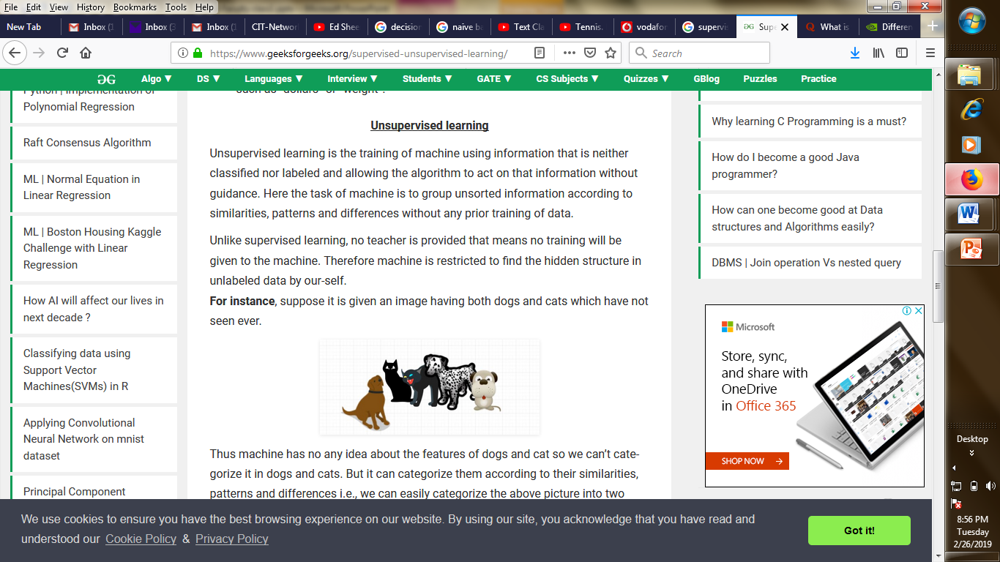 File Edit View History Bookmarks Tools Help
New Tab
Inbox (1
Inbox (3
Inbox (1
CIT-Networ
Ed Shee
decision
naive ba
Text Cla
Tennis.
vodafor
supervis
Supe
What is
Differen
https://www.geeksforgeeks.org/supervised-unsupervised-learning/
Search
Algo ▼ DS ▼ Languages ▼ Interview ▼ Students ▼ GATE ▼ CS Subjects ▼ Quizzes ▼ GBlog Puzzles Practice
Python | Implementation of
Polynomial Regression
Raft Consensus Algorithm
ML | Normal Equation in
Linear Regression
ML | Boston Housing Kaggle
Challenge with Linear
Regression
How AI will affect our lives in
next decade ?
Classifying data using
Support Vector
Machines(SVMs) in R
Applying Convolutional
Neural Network on mnist
dataset
Principal Component
such as "dollars" or "weight".
Unsupervised learning
Unsupervised learning is the training of machine using information that is neither
classified nor labeled and allowing the algorithm to act on that information without
guidance. Here the task of machine is to group unsorted information according to
similarities, patterns and differences without any prior training of data.
Unlike supervised learning, no teacher is provided that means no training will be
given to the machine. Therefore machine is restricted to find the hidden structure in
unlabeled data by our-self.
For instance, suppose it is given an image having both dogs and cats which have not
seen ever.
Thus machine has no any idea about the features of dogs and cat so we can't cate-
gorize it in dogs and cats. But it can categorize them according to their similarities,
patterns and differences i.e., we can easily categorize the above picture into two
Why learning C Programming is a must?
How do I become a good Java
programmer?
How can one become good at Data
structures and Algorithms easily?
DBMS | Join operation Vs nested query
Microsoft
Store, sync,
and share with
OneDrive
in Office 365
SHOP NOW
We use cookies to ensure you have the best browsing experience on our website. By using our site, you acknowledge that you have read and
understood our Cookie Policy & Privacy Policy
Got it!
Desktop
8:56 PM
Tuesday
2/26/2019